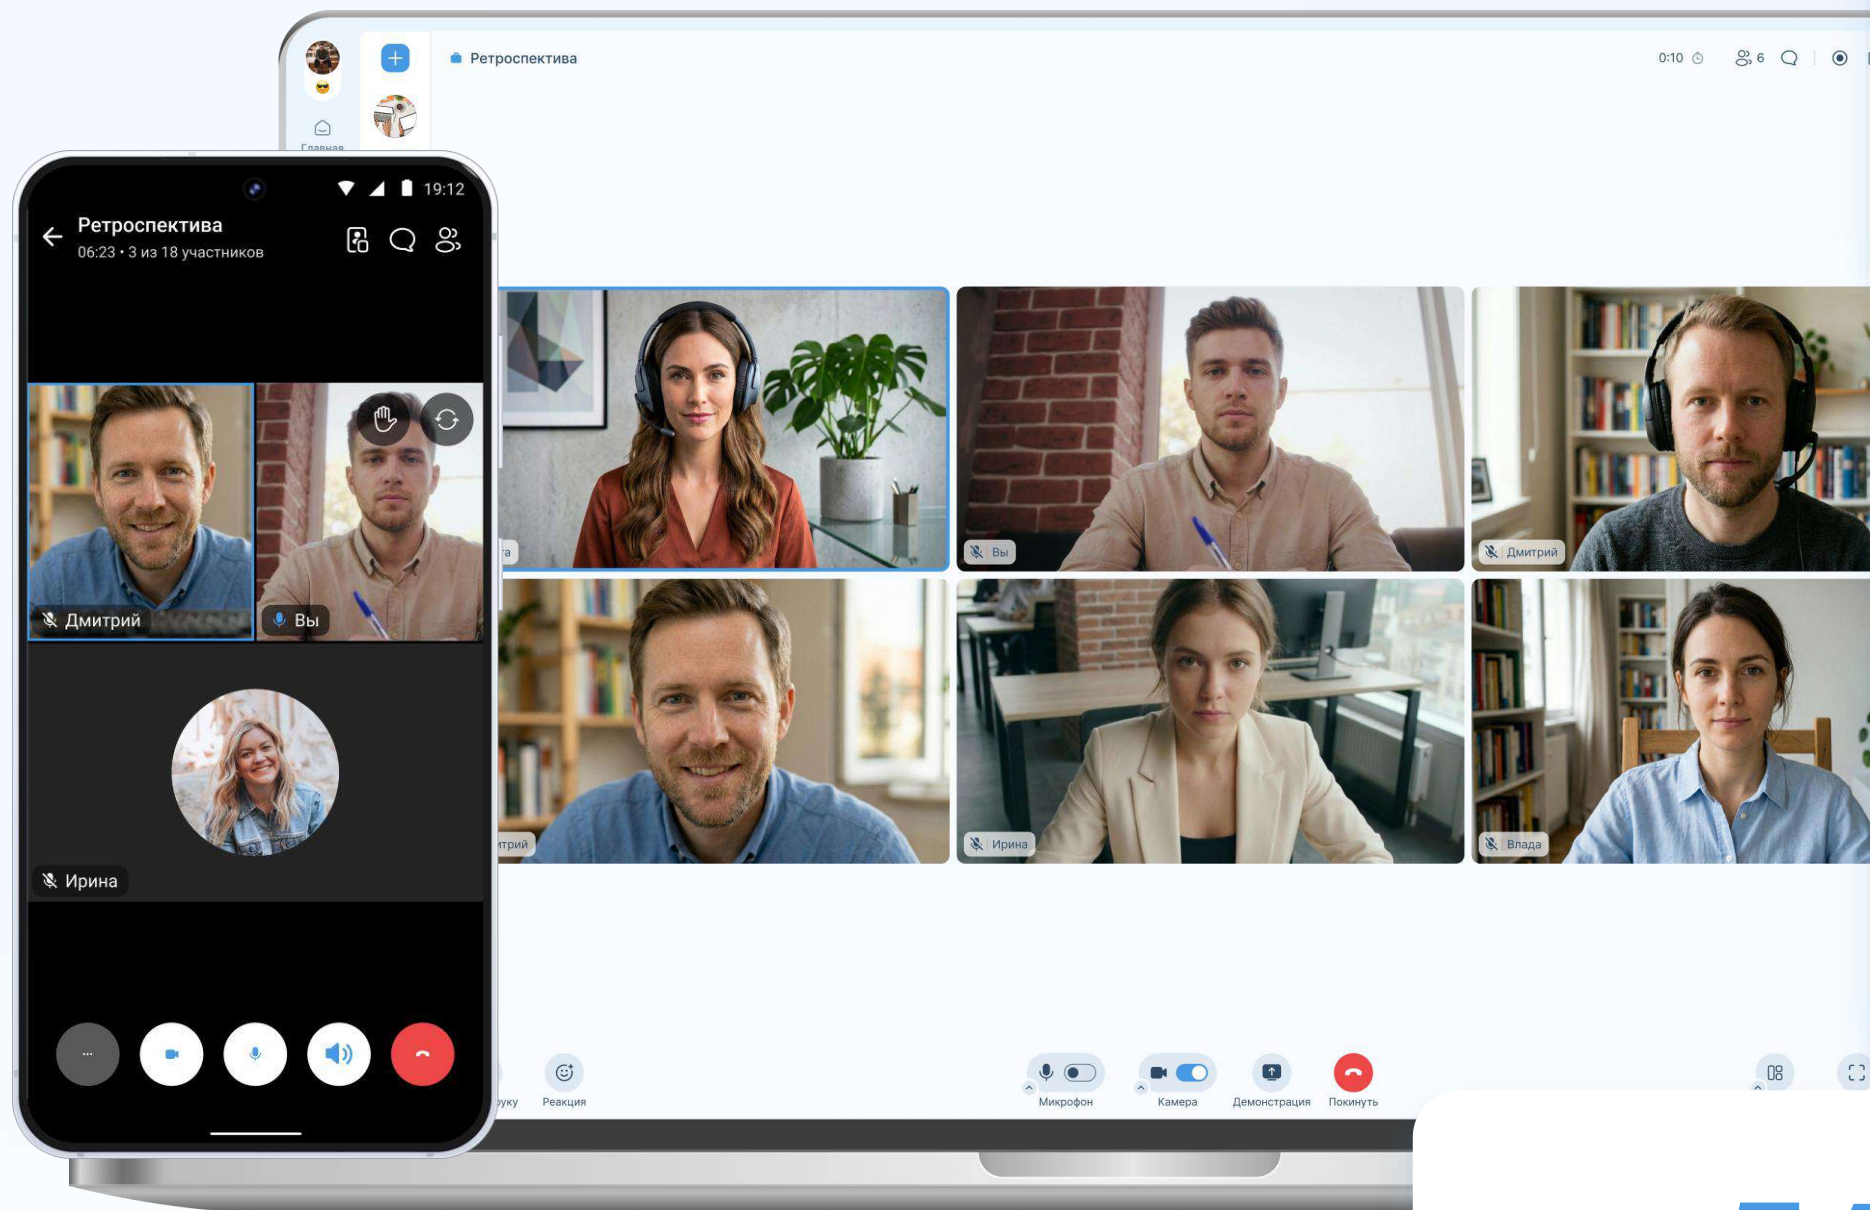 Ретроспектива
0:10
6
Главная
19:12
Ретроспектива
06:23 • 3 из 18 участников
Вы
Дмитрий
Дмитрий
Вы
Ирина
Влада
Ирина
Реакция
Микрофон
Камера
Демонстрация
Покинуть